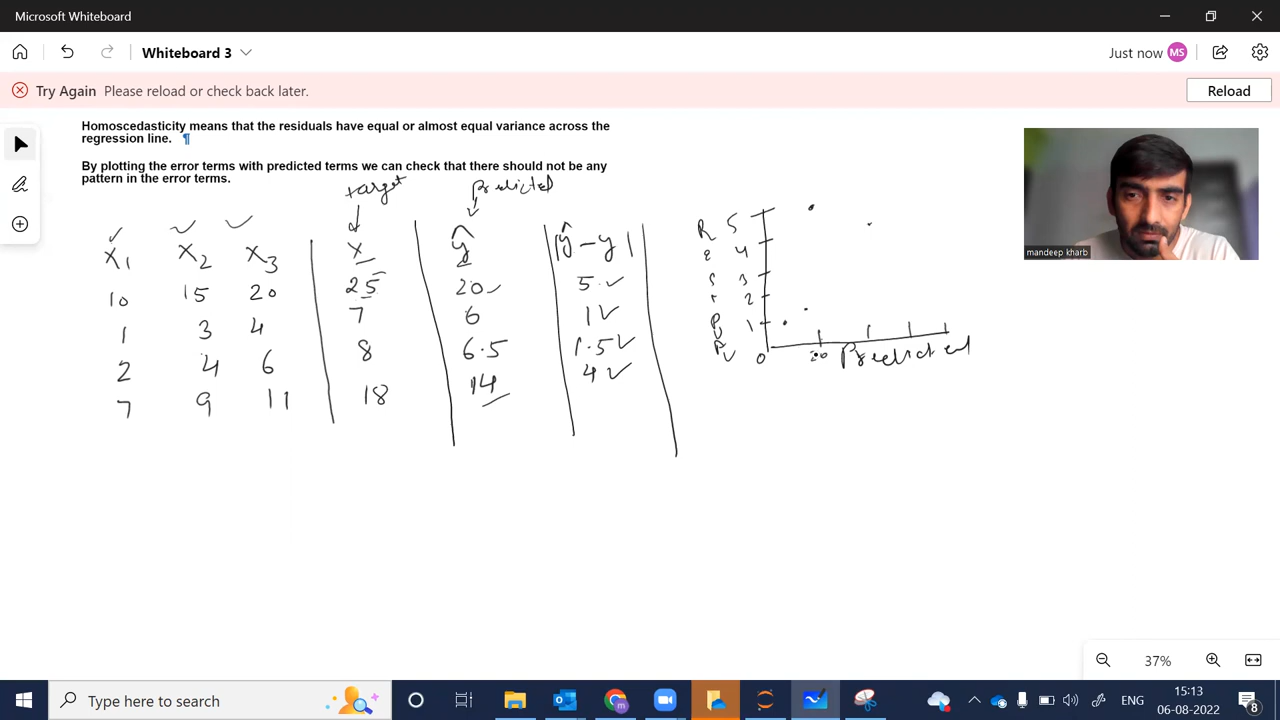 Microsoft Whiteboard
Whiteboard 3
Just now MS
Try Again Please reload or check back later.
Reload
Homoscedasticity means that the residuals have equal or almost equal variance across the
regression line. ¶
By plotting the error terms with predicted terms we can check that there should not be any
pattern in the error terms.
target
predicted
mandeep kharb
x1 x2 x3 ŷ |ŷ - y|
10 15 20 25 20 5
1 3 4 7 6 1
2 4 6 8 6.5 1.5
7 9 11 18 14 4
5
4
3
2
1
0 20 Predicted
37%
Type here to search
ENG
15:13
06-08-2022
8